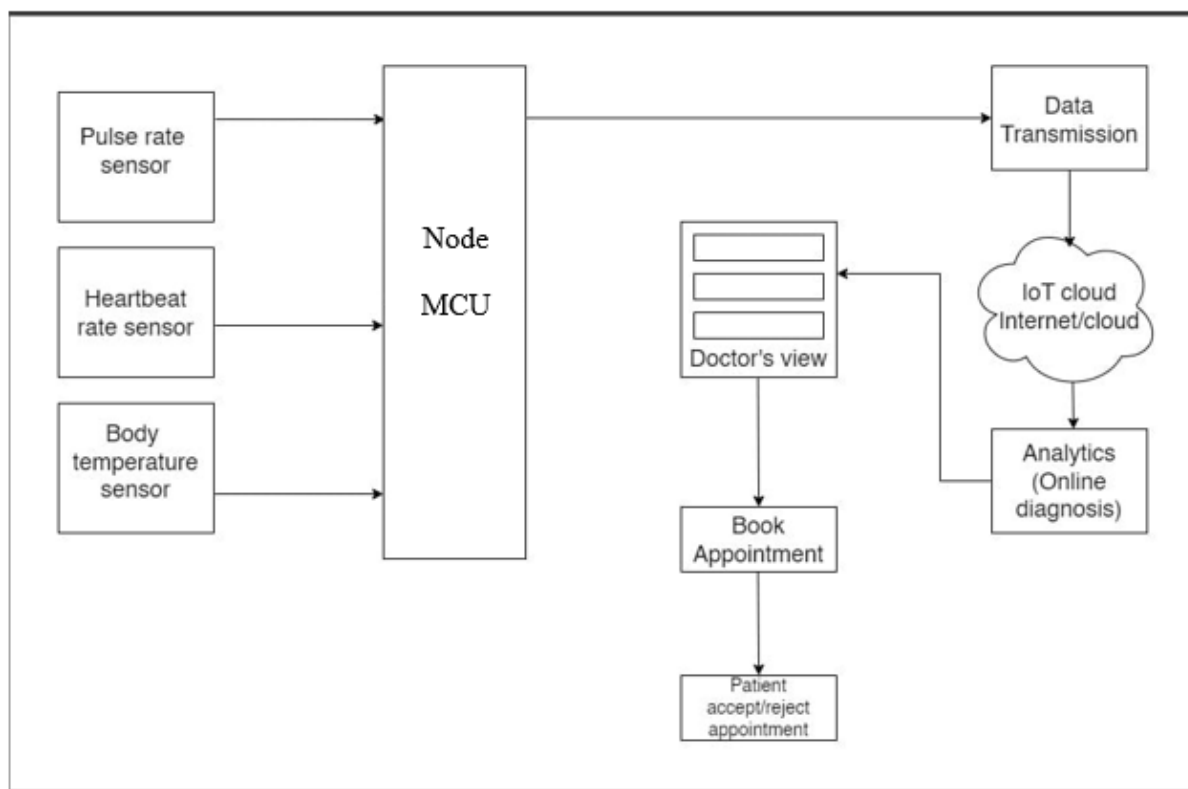 Pulse rate
sensor
Heartbeat
rate sensor
Body
temperature
sensor
Node
MCU
Data
Transmission
IoT cloud
Internet/cloud
Analytics
(Online
diagnosis)
Doctor's view
Book
Appointment
Patient
accept/reject
appointment